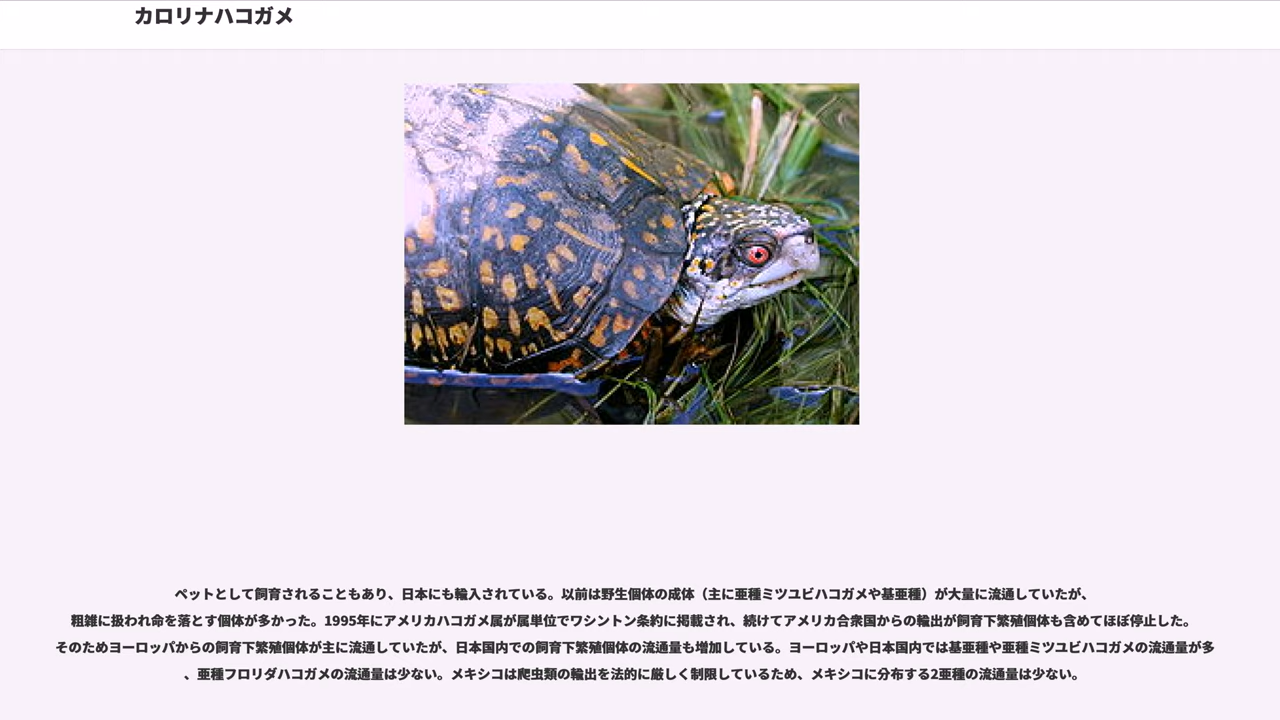 カロリナハコガメ
ペットとして飼育されることもあり、日本にも輸入されている。以前は野生個体の成体（主に亜種ミツユビハコガメや基亜種）が大量に流通していたが、
粗雑に扱われ命を落とす個体が多かった。1995年にアメリカハコガメ属が属単位でワシントン条約に掲載され、続けてアメリカ合衆国からの輸出が飼育下繁殖個体も含めてほぼ停止した。
そのためヨーロッパからの飼育下繁殖個体が主に流通していたが、日本国内での飼育下繁殖個体の流通量も増加している。ヨーロッパや日本国内では基亜種や亜種ミツユビハコガメの流通量が多
、亜種フロリダハコガメの流通量は少ない。メキシコは爬虫類の輸出を法的に厳しく制限しているため、メキシコに分布する2亜種の流通量は少ない。